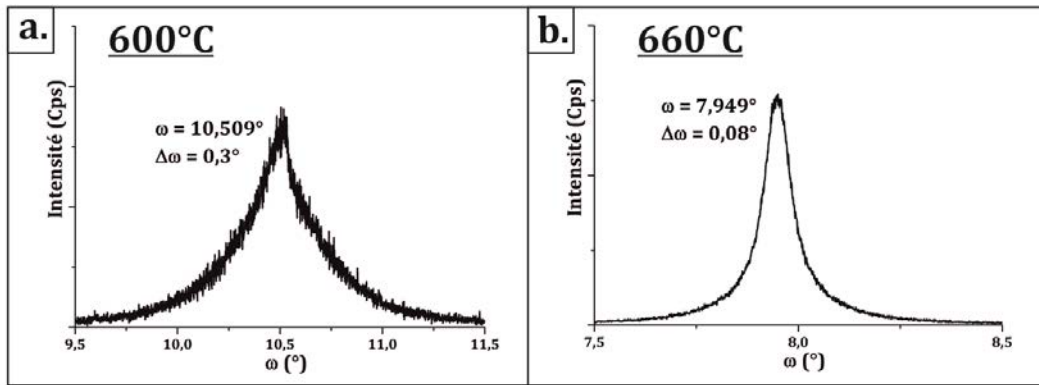 a.
600°C
Intensité (Cps)
ω = 10,509°
Δω = 0,3°
9,5
10,0
10,5
11,0
11,5
ω (°)
b.
660°C
Intensité (Cps)
ω = 7,949°
Δω = 0,08°
7,5
8,0
8,5
ω (°)